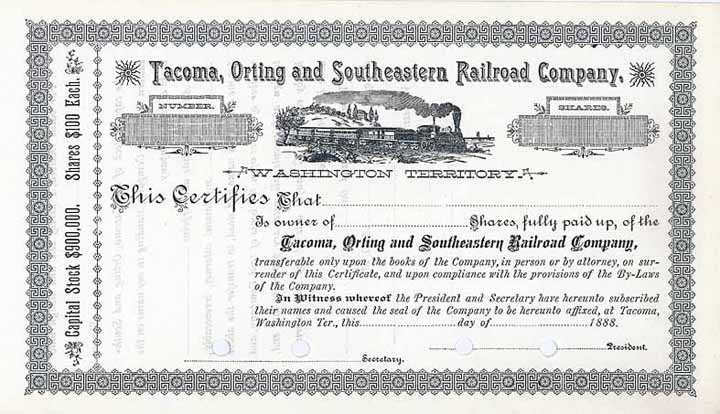 Tacoma, Orting and Southeastern Railroad Company.
NUMBER.
SHARES.
WASHINGTON TERRITORY.
Capital Stock $900,000. Shares $100 Each.
This Certifies That
Is owner of Shares, fully paid up, of the
Tacoma, Orting and Southeastern Railroad Company,
transferable only upon the books of the Company, in person or by attorney, on sur-
render of this Certificate, and upon compliance with the provisions of the By-Laws
of the Company.
In Witness whereof the President and Secretary have hereunto subscribed
their names and caused the seal of the Company to be hereunto affixed, at Tacoma,
Washington Ter., this day of 1888.
President.
Secretary.